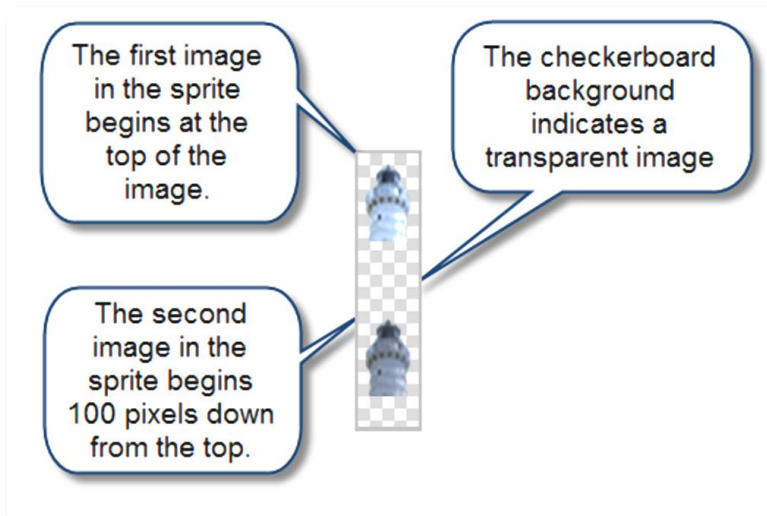 The first image
in the sprite
begins at the
top of the
image.
The checkerboard
background
indicates a
transparent image
The second
image in the
sprite begins
100 pixels down
from the top.